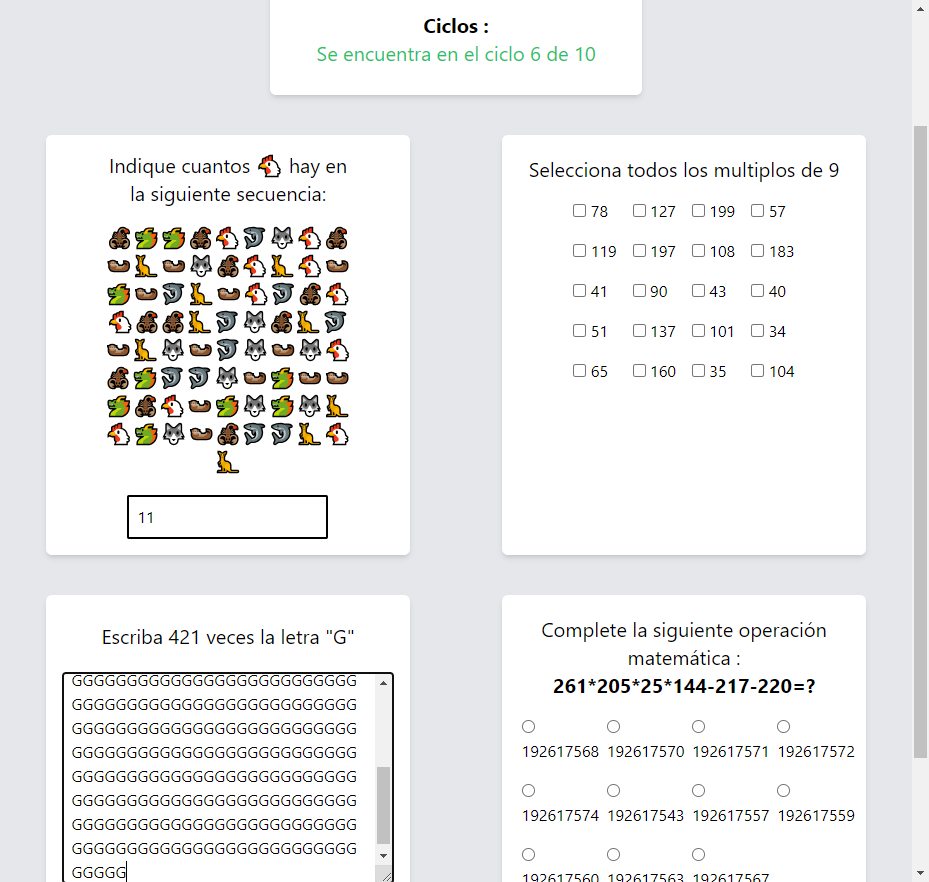 Ciclos :
Se encuentra en el ciclo 6 de 10
Indique cuantos hay en
la siguiente secuencia:
11
Selecciona todos los multiplos de 9
78 127 199 57
119 197 108 183
41 90 43 40
51 137 101 34
65 160 35 104
Escriba 421 veces la letra "G"
GGGGGGGGGGGGGGGGGGGGGGGGGG
GGGGGGGGGGGGGGGGGGGGGGGGGG
GGGGGGGGGGGGGGGGGGGGGGGGGG
GGGGGGGGGGGGGGGGGGGGGGGGGG
GGGGGGGGGGGGGGGGGGGGGGGGGG
GGGGGGGGGGGGGGGGGGGGGGGGGG
GGGGGGGGGGGGGGGGGGGGGGGGGG
GGGGGGGGGGGGGGGGGGGGGGGGGG
GGGGG
Complete la siguiente operación
matemática :
261*205*25*144-217-220=?
192617568 192617570 192617571 192617572
192617574 192617543 192617557 192617559
192617560 192617563 192617567